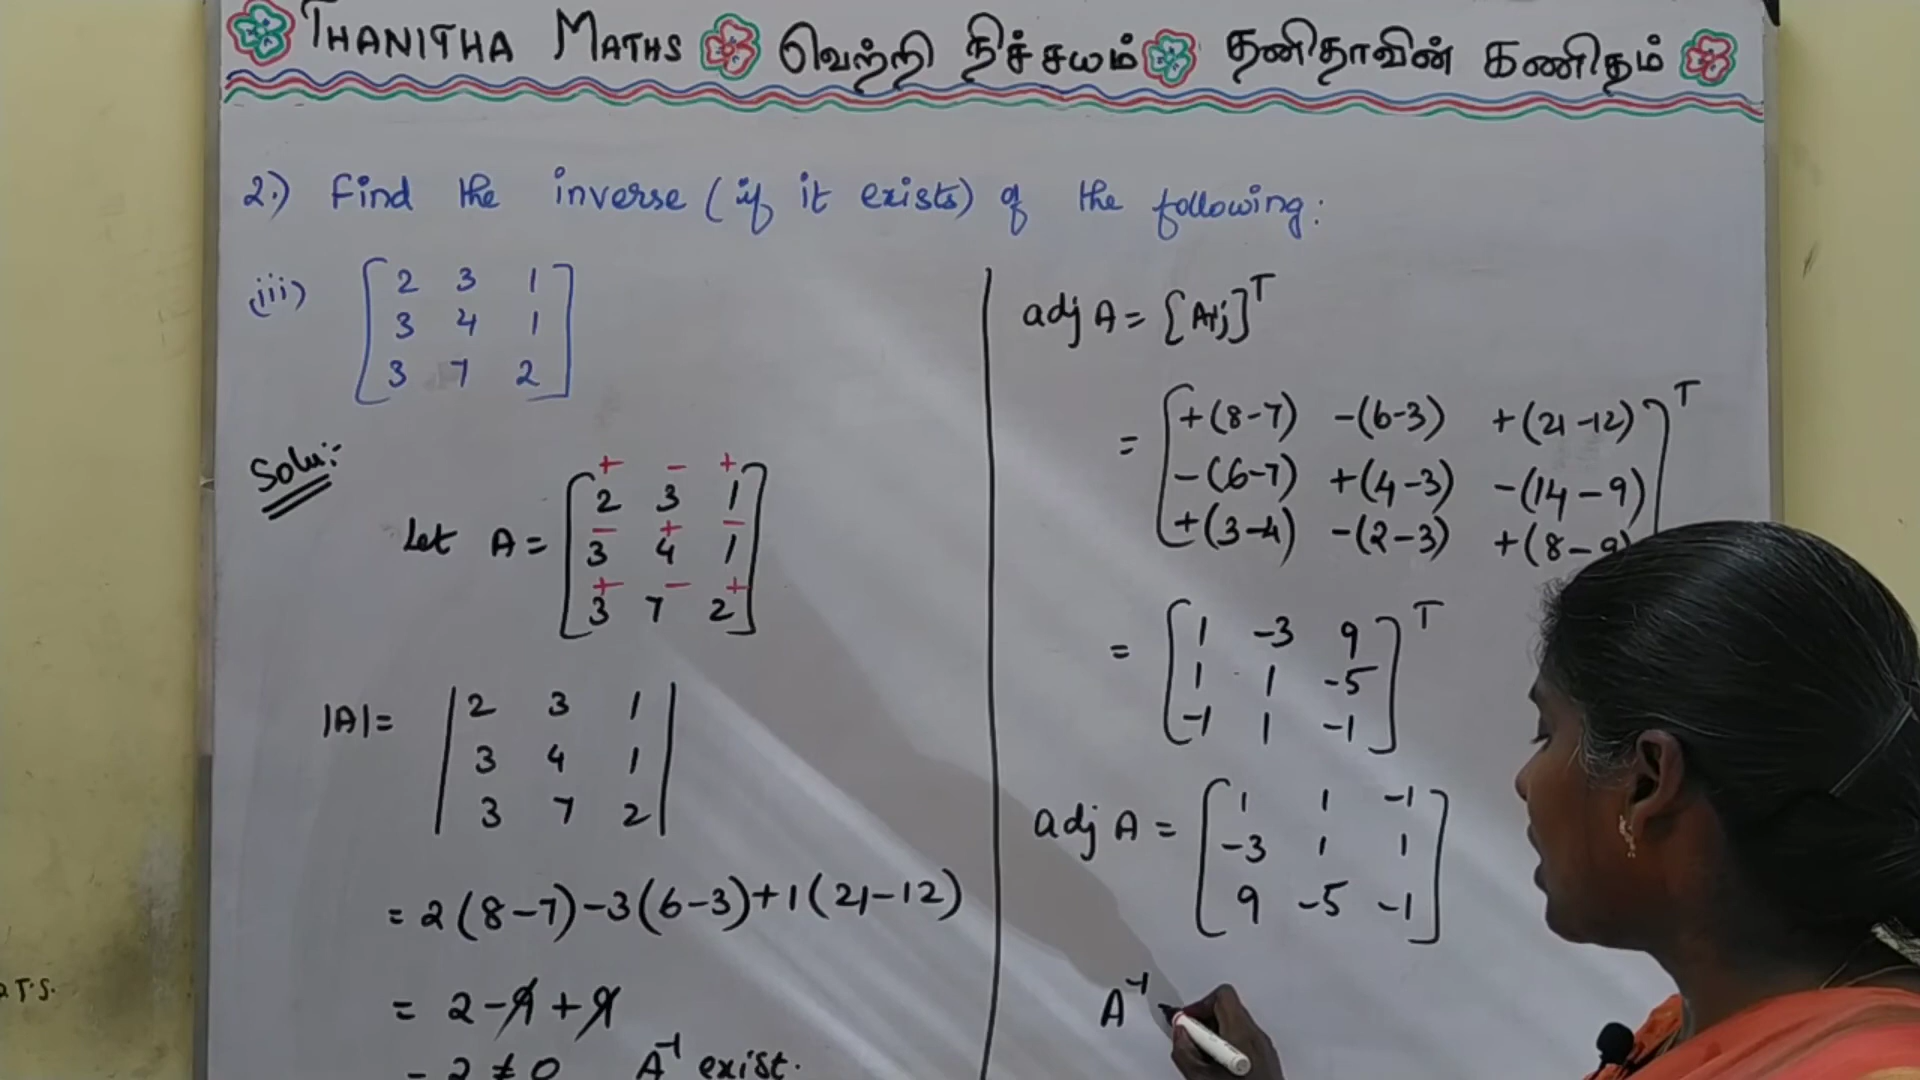 THANITHA MATHS வெற்றி நிச்சயம் தனிதாவின் கணிதம்
2.) Find the inverse (if it exists) of the following:
(iii) [2 3 1
3 4 1
3 7 2]
Solu:-
Let A = [2 3 1
3 4 1
3 7 2]
+ - +
- + -
+ - +
|A| = |2 3 1
3 4 1
3 7 2|
= 2(8-7)-3(6-3)+1(21-12)
= 2-9+9
= 2 ≠ 0 A⁻¹ exist.
adj A = [Aij]ᵀ
= [+(8-7) -(6-3) +(21-12)
-(6-7) +(4-3) -(14-9)
+(3-4) -(2-3) +(8-9)]ᵀ
= [1 -3 9
1 1 -5
-1 1 -1]ᵀ
adj A = [1 1 -1
-3 1 1
9 -5 -1]
A⁻¹
T.S.